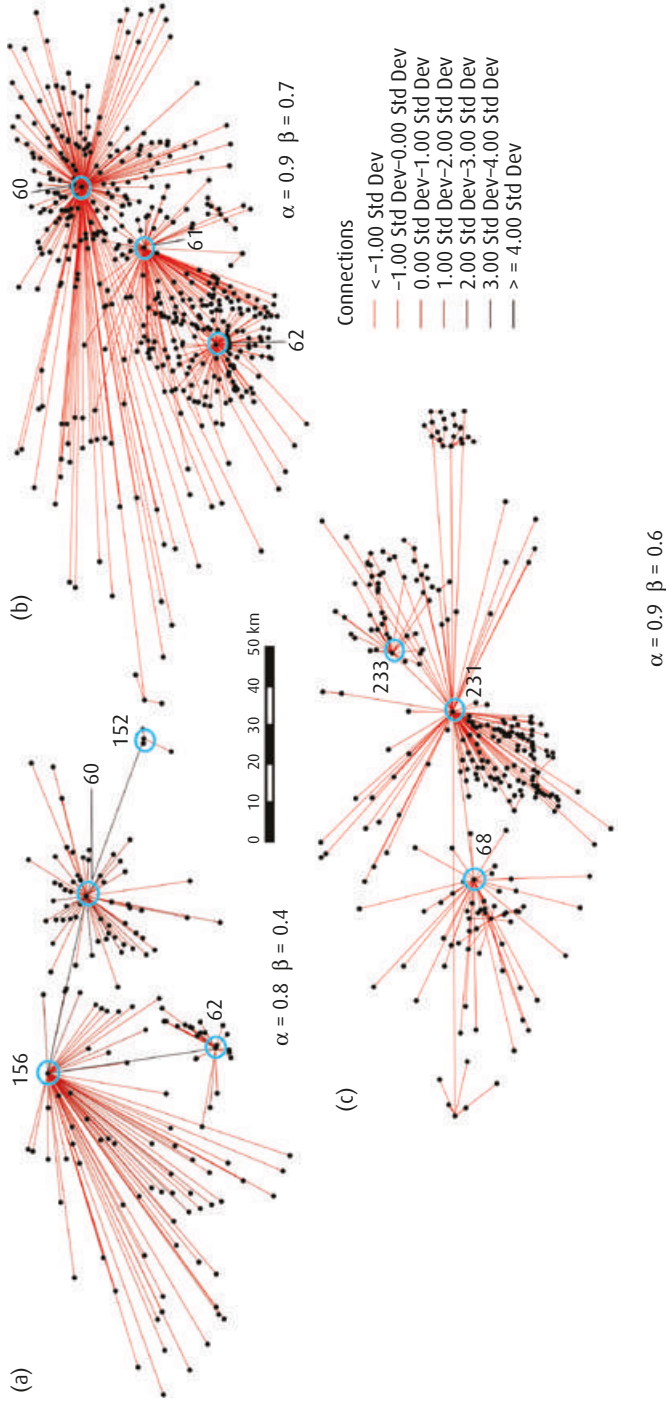 (a)
156
60
152
62
α = 0.8 β = 0.4
0 10 20 30 40 50 km
(b)
60
61
62
α = 0.9 β = 0.7
(c)
68
231
233
α = 0.9 β = 0.6
Connections
< −1.00 Std Dev
−1.00 Std Dev–0.00 Std Dev
0.00 Std Dev–1.00 Std Dev
1.00 Std Dev–2.00 Std Dev
2.00 Std Dev–3.00 Std Dev
3.00 Std Dev–4.00 Std Dev
> = 4.00 Std Dev